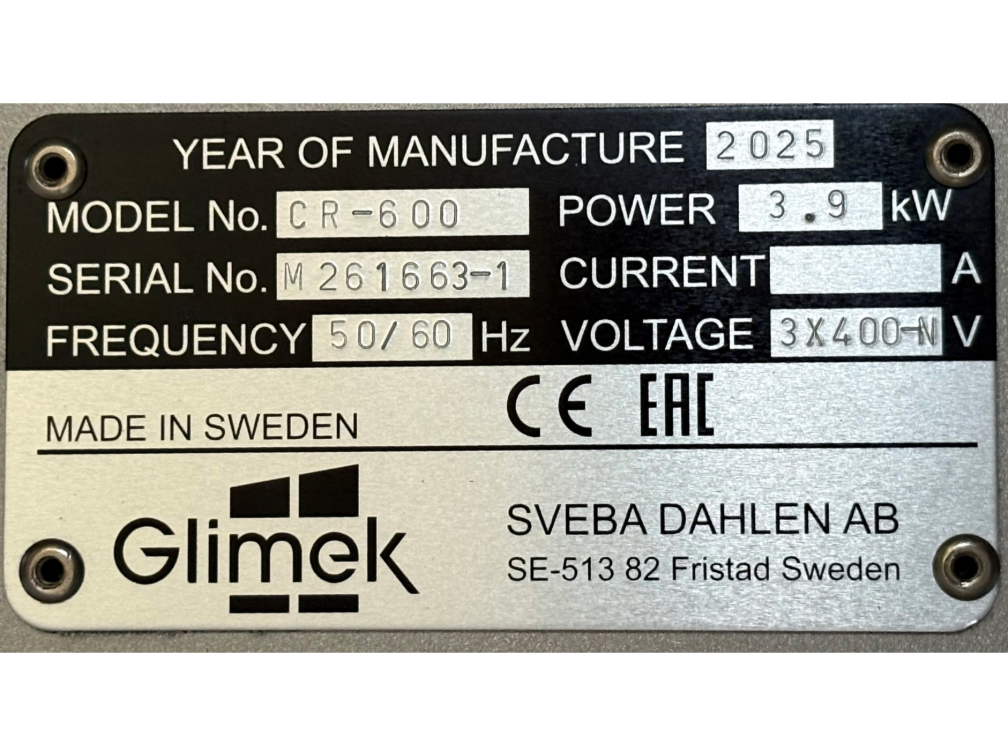 YEAR OF MANUFACTURE 2025
MODEL No. CR-600 POWER 3.9 kW
SERIAL No. M261663-1 CURRENT A
FREQUENCY 50/60 Hz VOLTAGE 3X400-N V
MADE IN SWEDEN CE EAC
Glimek
SVEBA DAHLEN AB
SE-513 82 Fristad Sweden